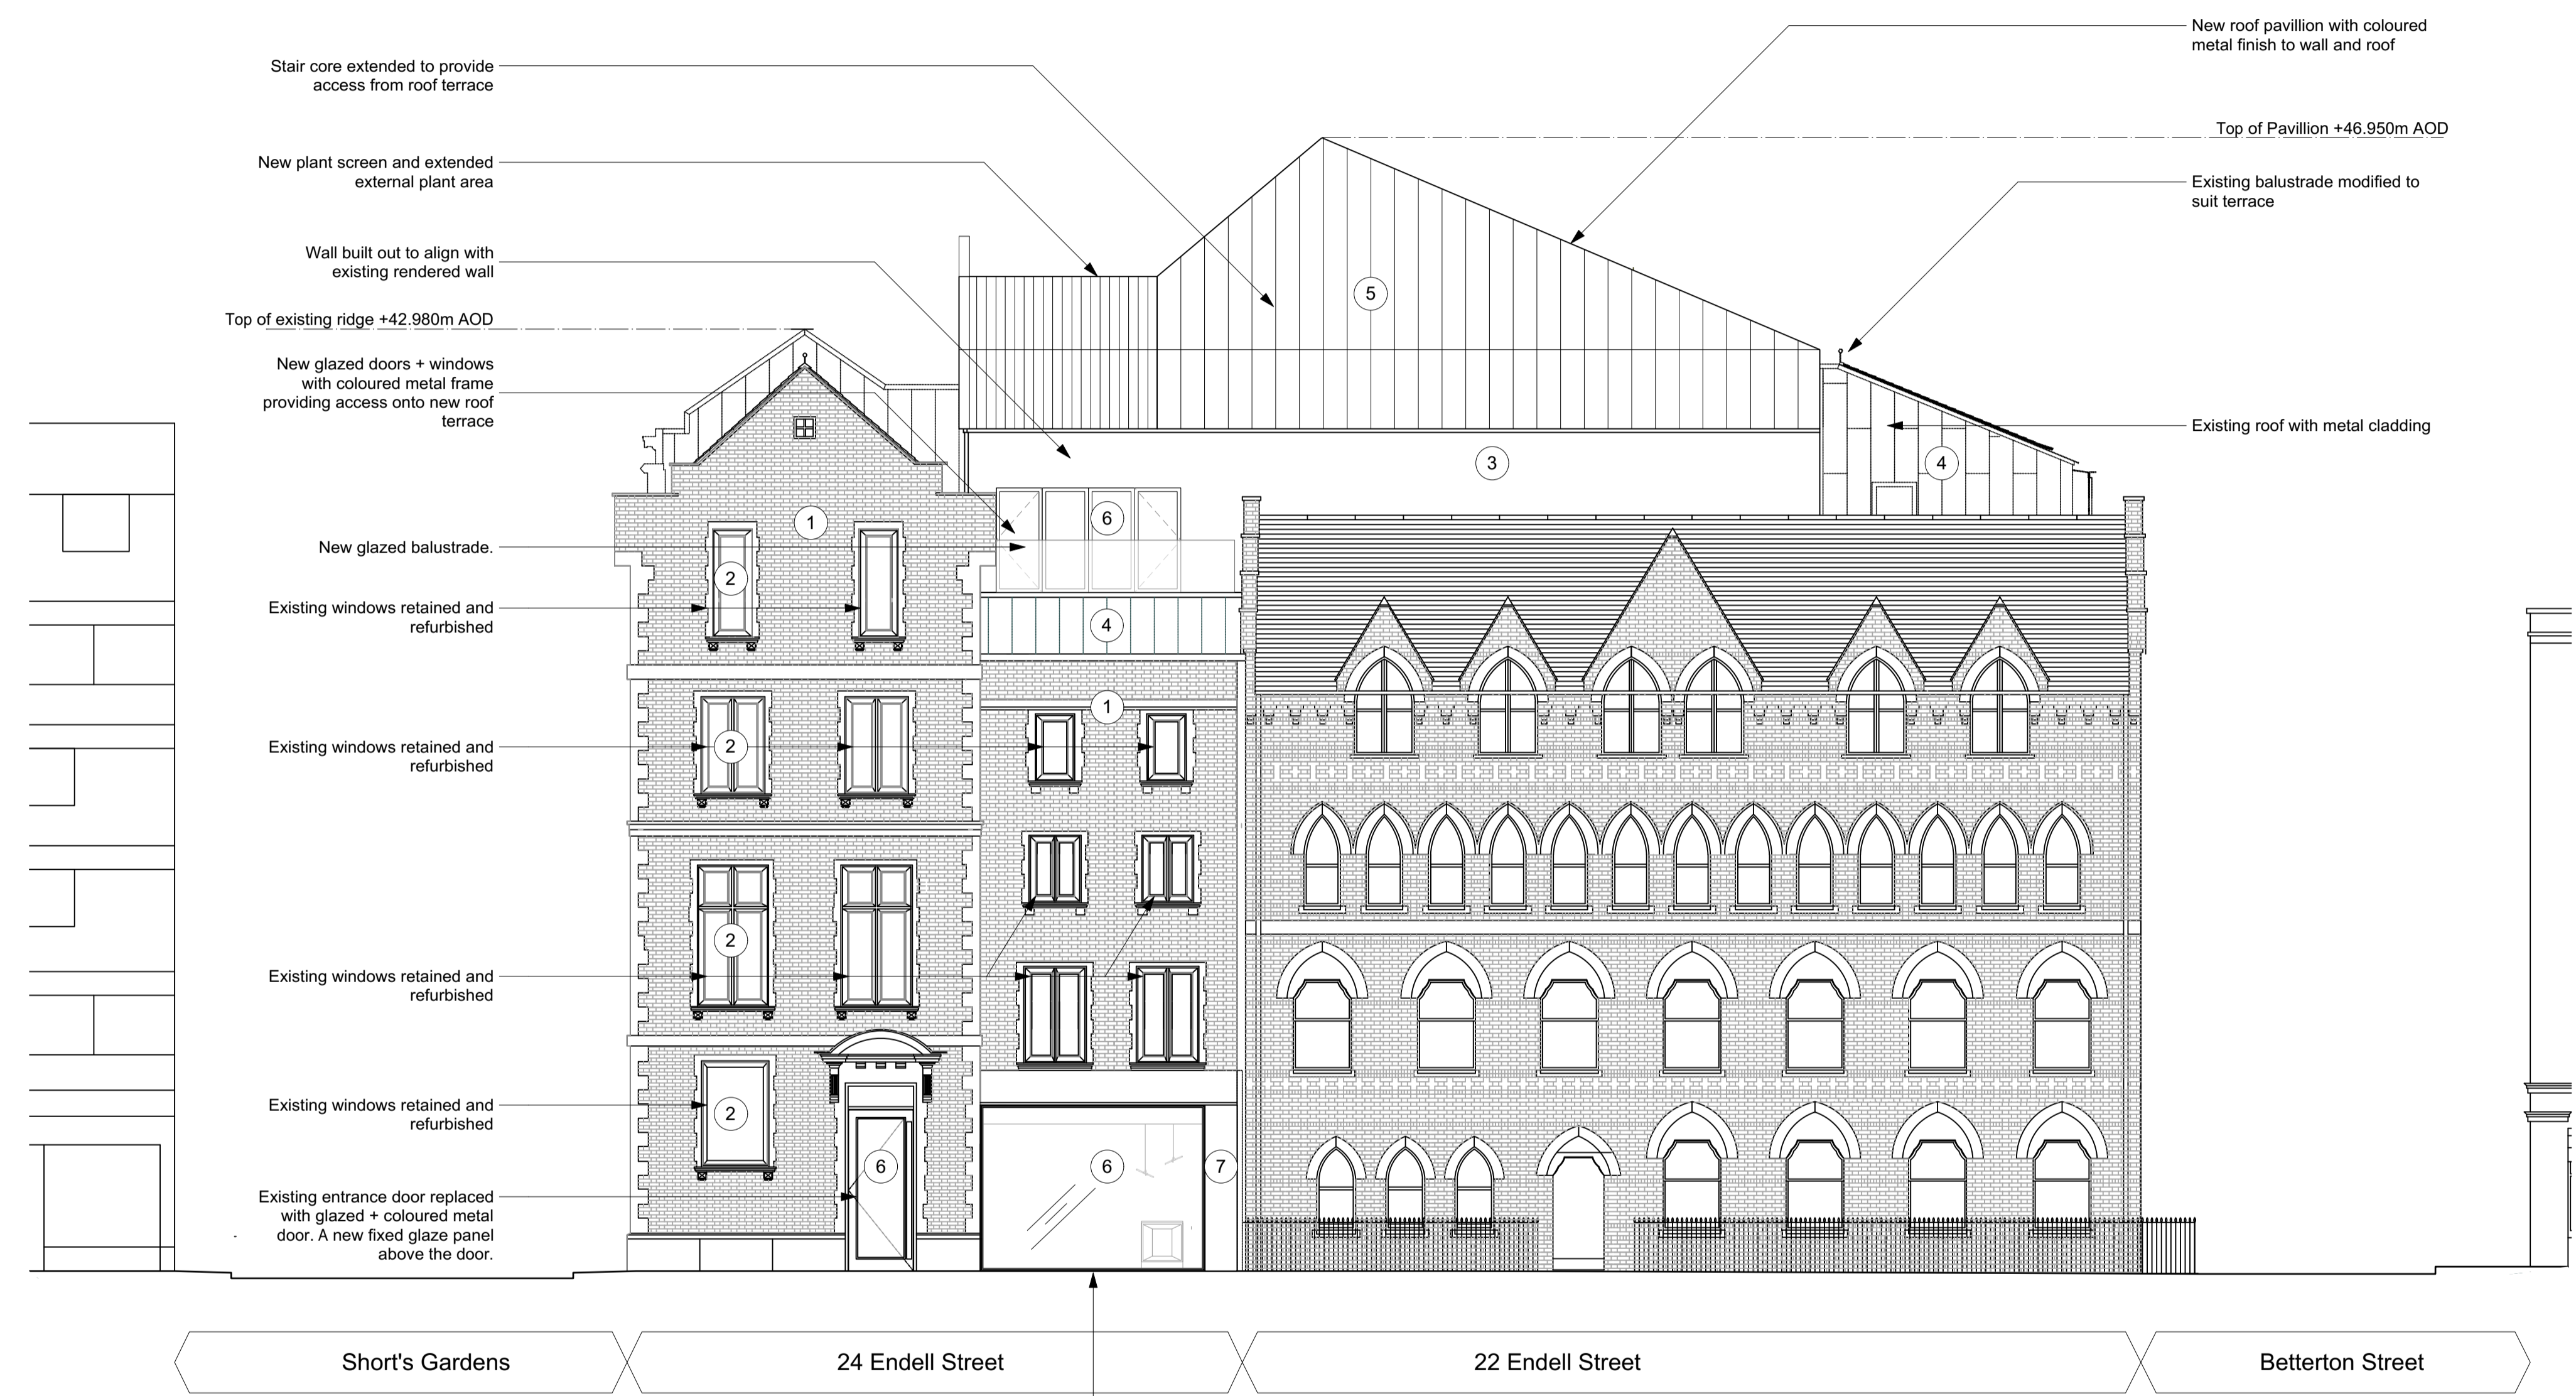 Stair core extended to provide
access from roof terrace
New plant screen and extended
external plant area
Wall built out to align with
existing rendered wall
Top of existing ridge +42.980m AOD
New glazed doors + windows
with coloured metal frame
providing access onto new roof
terrace
New glazed balustrade.
Existing windows retained and
refurbished
Existing windows retained and
refurbished
Existing windows retained and
refurbished
Existing windows retained and
refurbished
Existing entrance door replaced
with glazed + coloured metal
door. A new fixed glaze panel
above the door.
New roof pavillion with coloured
metal finish to wall and roof
Top of Pavillion +46.950m AOD
Existing balustrade modified to
suit terrace
Existing roof with metal cladding
5
3
4
6
1
2
4
1
2
2
2
6
6
7
Short's Gardens
24 Endell Street
22 Endell Street
Betterton Street